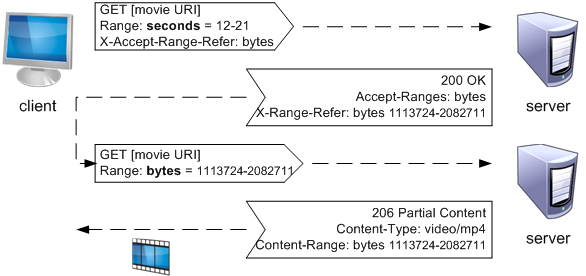 GET [movie URI]
Range: seconds = 12-21
X-Accept-Range-Refer: bytes
client
server
200 OK
Accept-Ranges: bytes
X-Range-Refer: bytes 1113724-2082711
GET [movie URI]
Range: bytes = 1113724-2082711
server
206 Partial Content
Content-Type: video/mp4
Content-Range: bytes 1113724-2082711